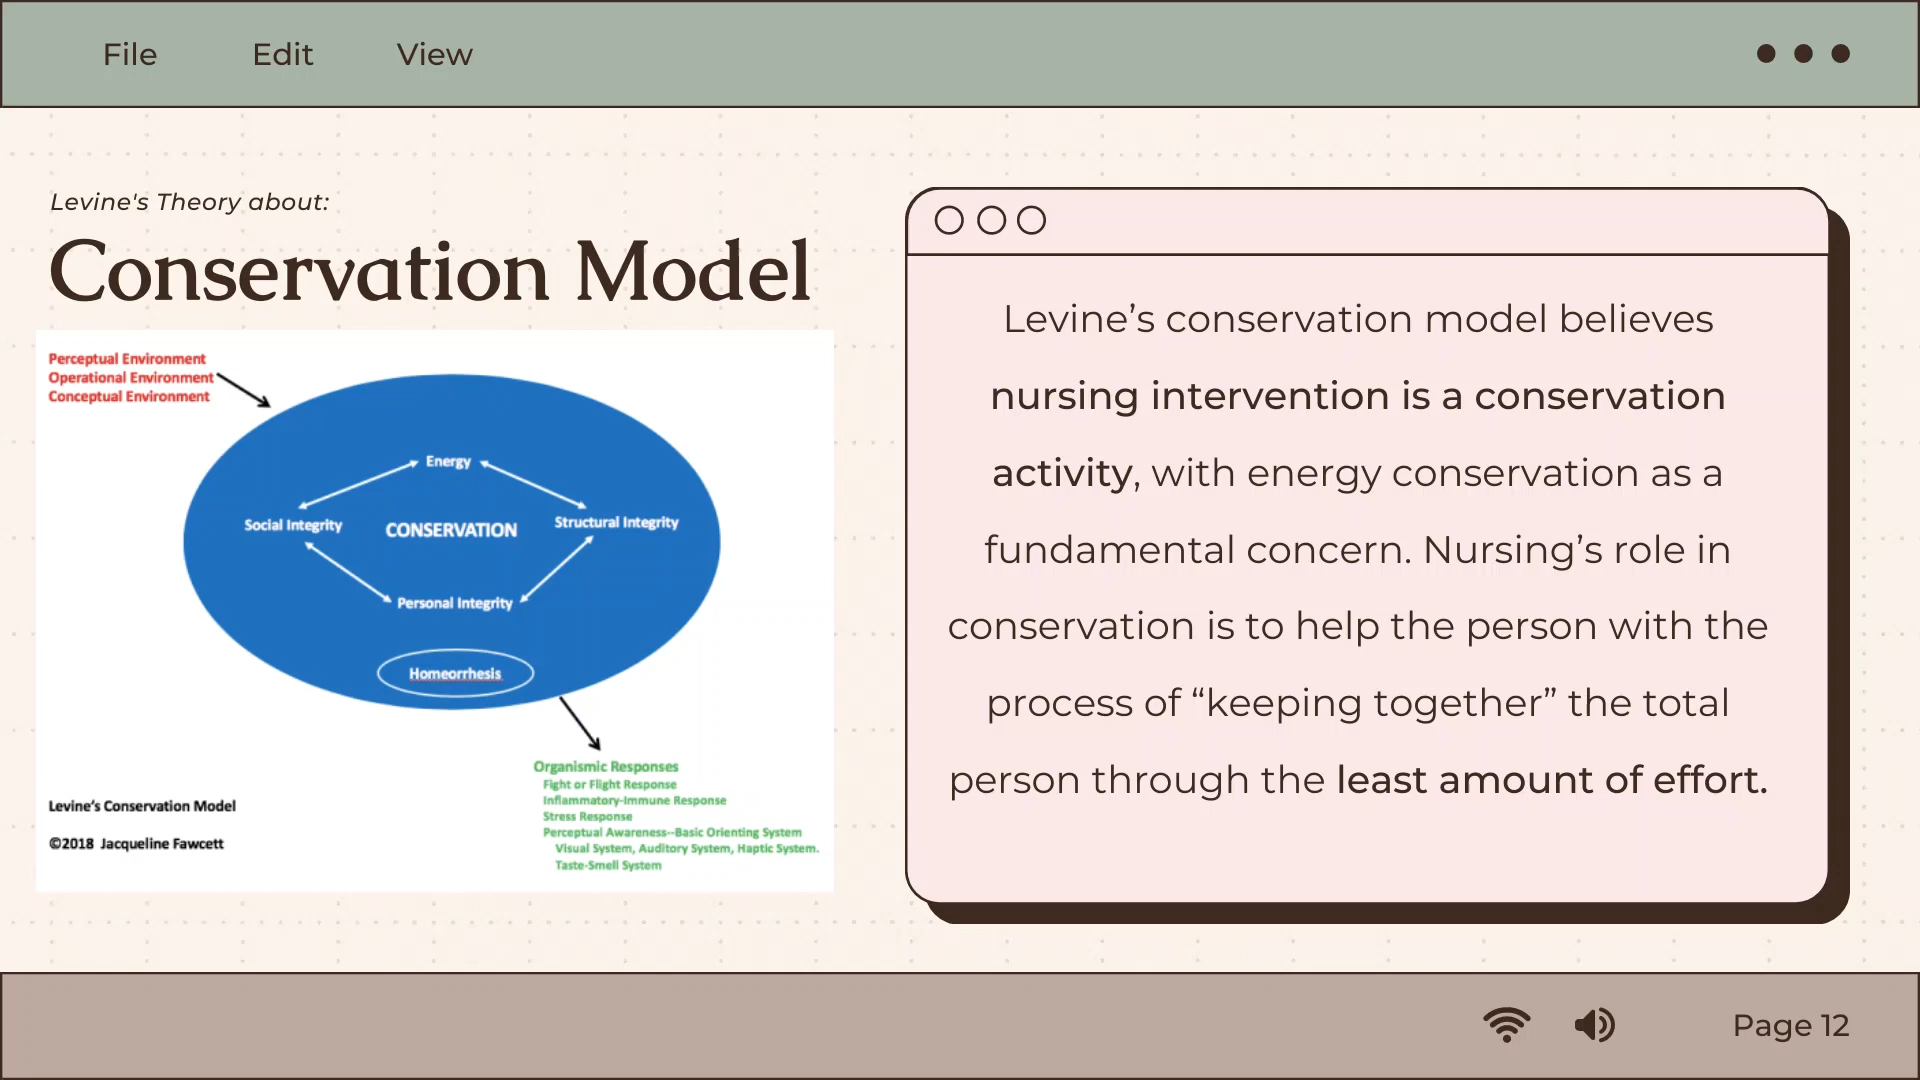 File Edit View
Levine's Theory about:
Conservation Model
Perceptual Environment
Operational Environment
Conceptual Environment
Energy
Social Integrity
CONSERVATION
Structural Integrity
Personal Integrity
Homeorrhesis
Organismic Responses
Fight or Flight Response
Inflammatory-Immune Response
Stress Response
Perceptual Awareness--Basic Orienting System
Visual System, Auditory System, Haptic System.
Taste-Smell System
Levine’s Conservation Model
©2018 Jacqueline Fawcett
Levine’s conservation model believes
nursing intervention is a conservation
activity, with energy conservation as a
fundamental concern. Nursing’s role in
conservation is to help the person with the
process of “keeping together” the total
person through the least amount of effort.
Page 12